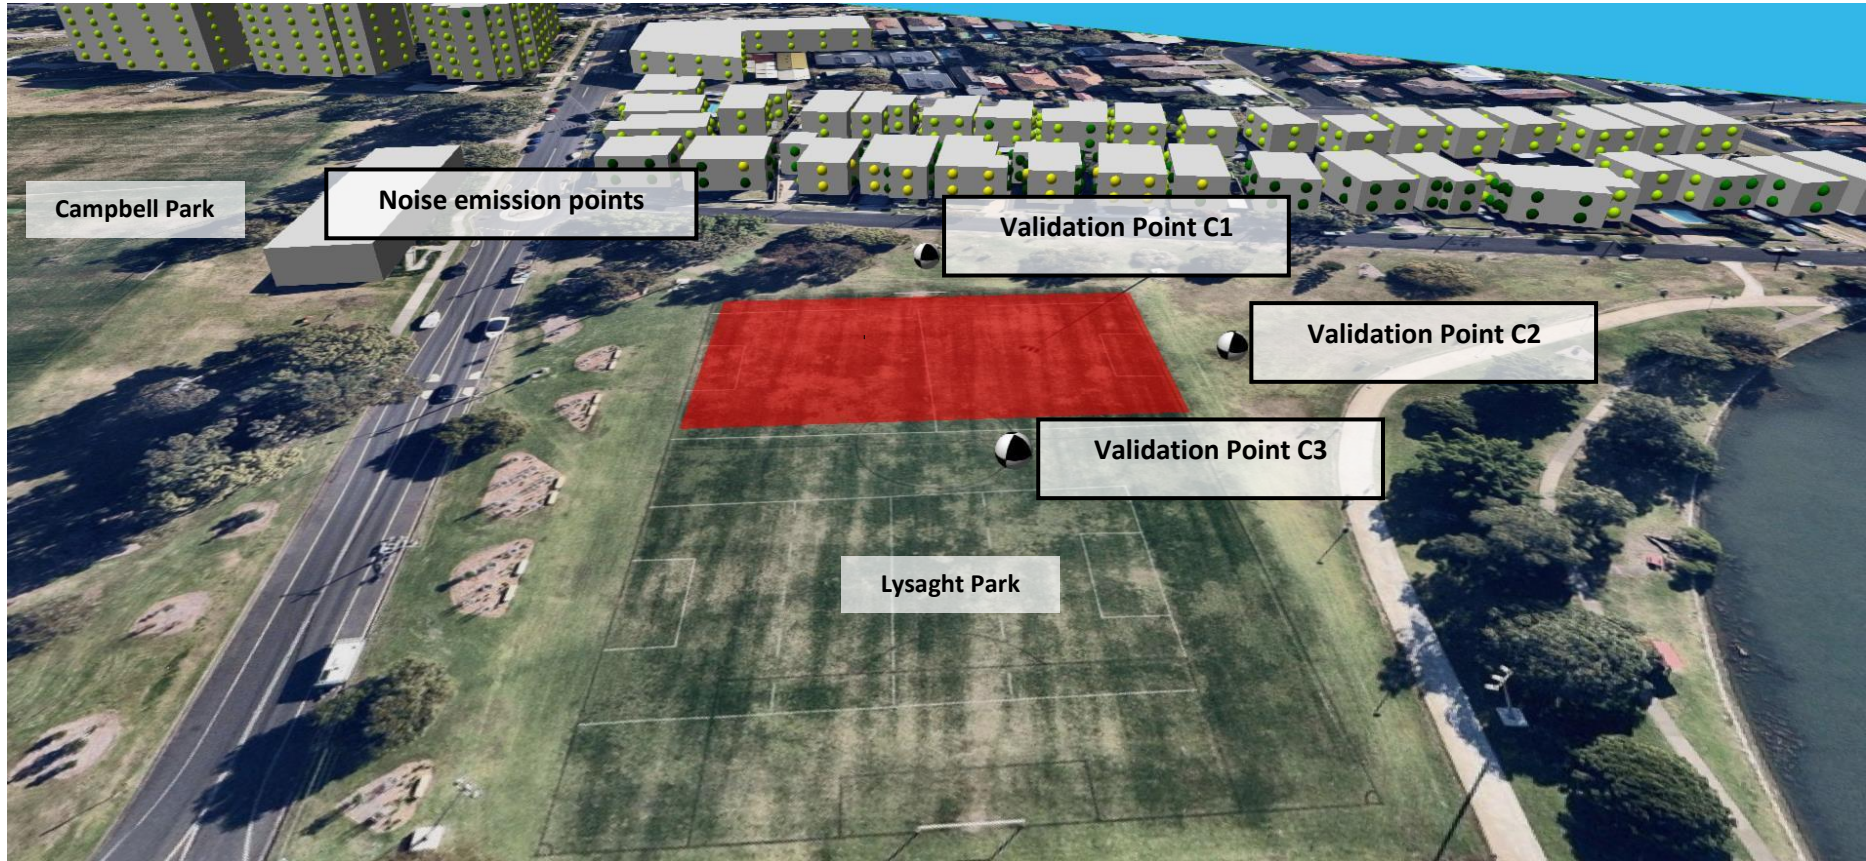 Campbell Park
Noise emission points
Validation Point C1
Validation Point C2
Validation Point C3
Lysaght Park